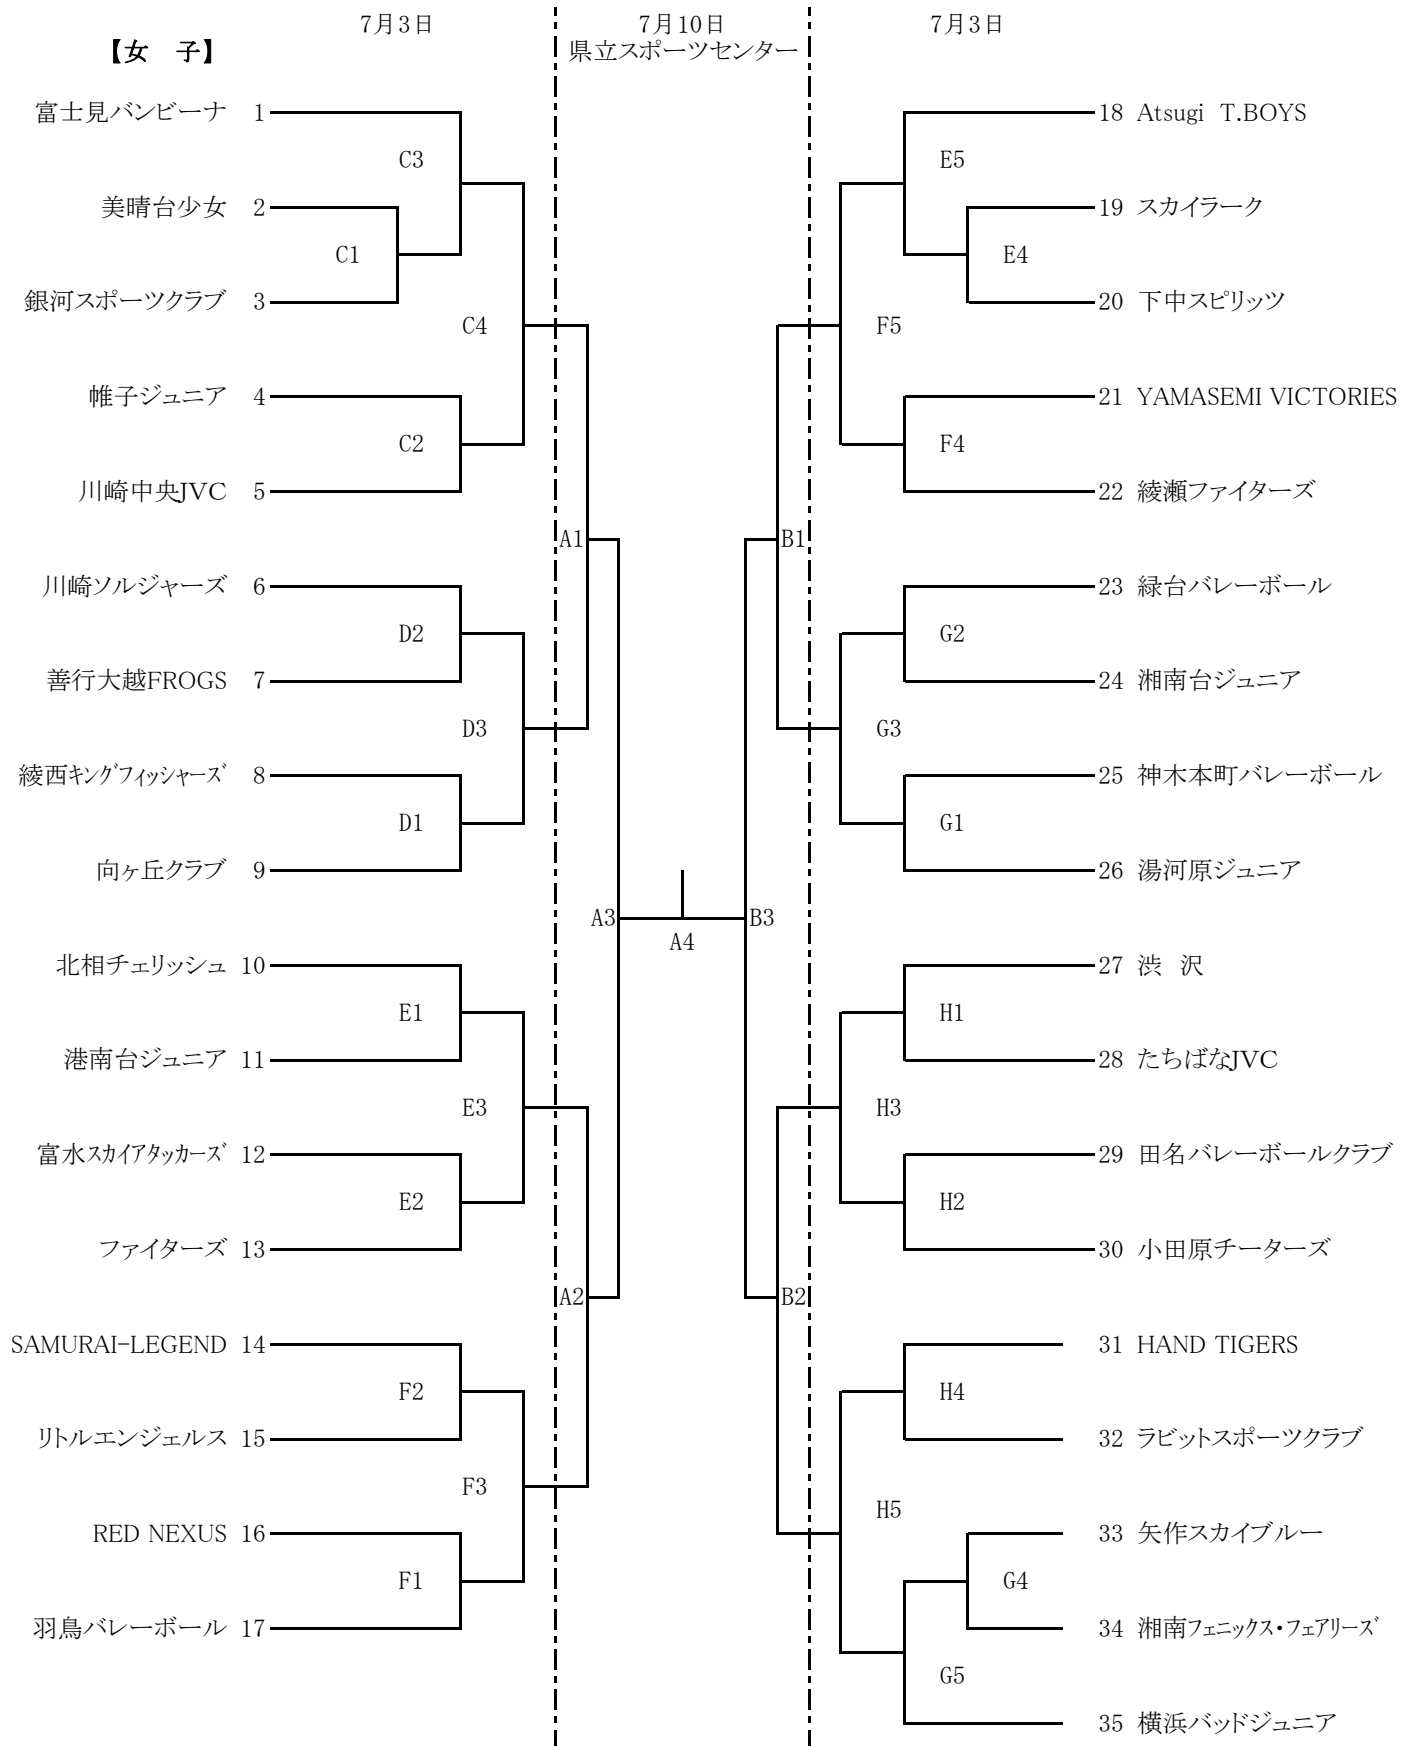 7月3日 7月10日 7月3日
【女　子】 県立スポーツセンター
富士見バンビーナ 1 18 Atsugi T.BOYS
C3 E5
美晴台少女 2 19 スカイラーク
C1 E4
銀河スポーツクラブ 3 20 下中スピリッツ
C4 F5
帷子ジュニア 4 21 YAMASEMI VICTORIES
C2 F4
川崎中央JVC 5 22 綾瀬ファイターズ
A1 B1
川崎ソルジャーズ 6 23 緑台バレーボール
D2 G2
善行大越FROGS 7 24 湘南台ジュニア
D3 G3
綾西キングフィッシャーズ 8 25 神木本町バレーボール
D1 G1
向ヶ丘クラブ 9 26 湯河原ジュニア
A3 B3
A4
北相チェリッシュ 10 27 渋　沢
E1 H1
港南台ジュニア 11 28 たちばなJVC
E3 H3
富水スカイアタッカーズ 12 29 田名バレーボールクラブ
E2 H2
ファイターズ 13 30 小田原チーターズ
A2 B2
SAMURAI-LEGEND 14 31 HAND TIGERS
F2 H4
リトルエンジェルス 15 32 ラビットスポーツクラブ
F3 H5
RED NEXUS 16 33 矢作スカイブルー
F1 G4
羽鳥バレーボール 17 34 湘南フェニックス・フェアリーズ
G5
35 横浜バッドジュニア